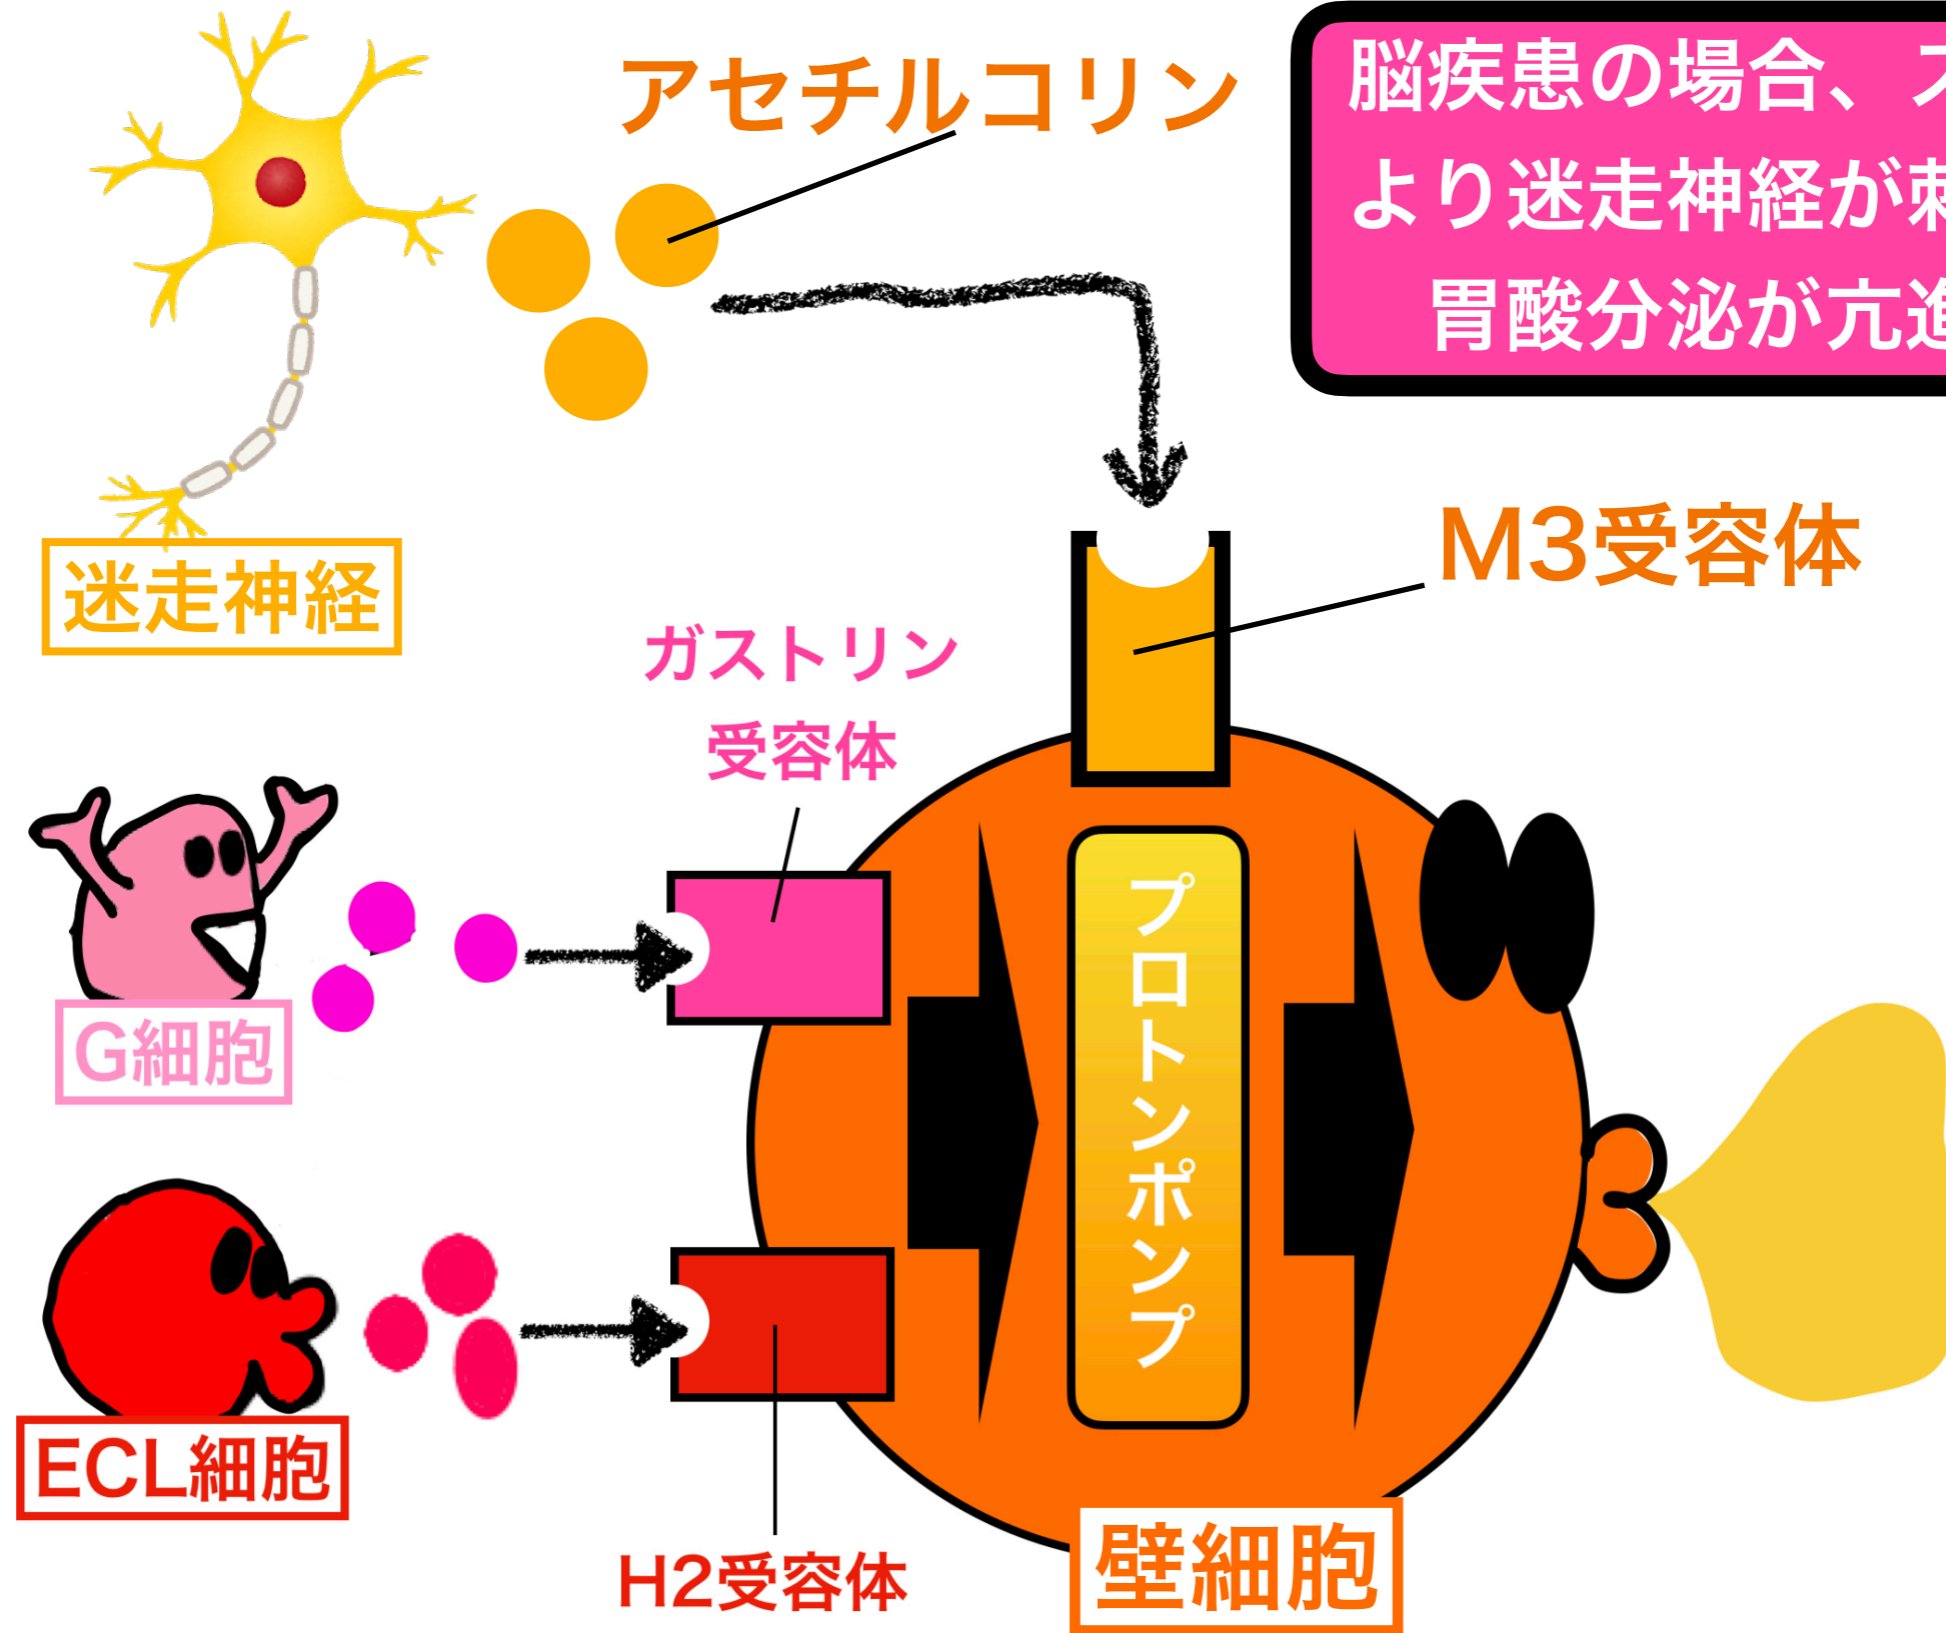 アセチルコリン
脳疾患の場合、ス
より迷走神経が刺
胃酸分泌が亢進
M3受容体
迷走神経
ガストリン
受容体
プロトンポンプ
G細胞
ECL細胞
H2受容体
壁細胞